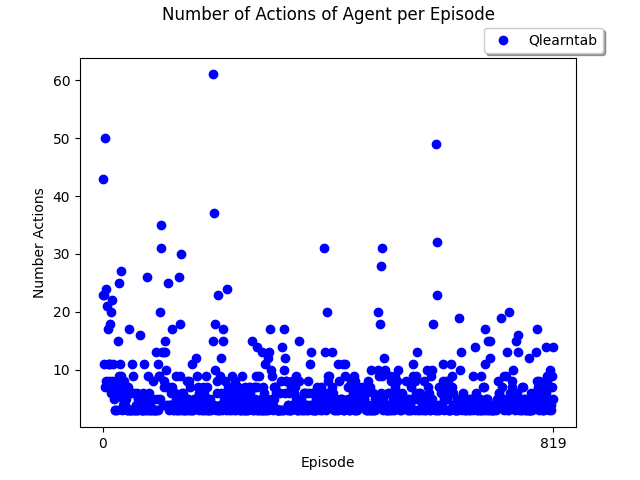 Number of Actions of Agent per Episode
Qlearntab
60
50
40
30
20
10
Number Actions
0
819
Episode